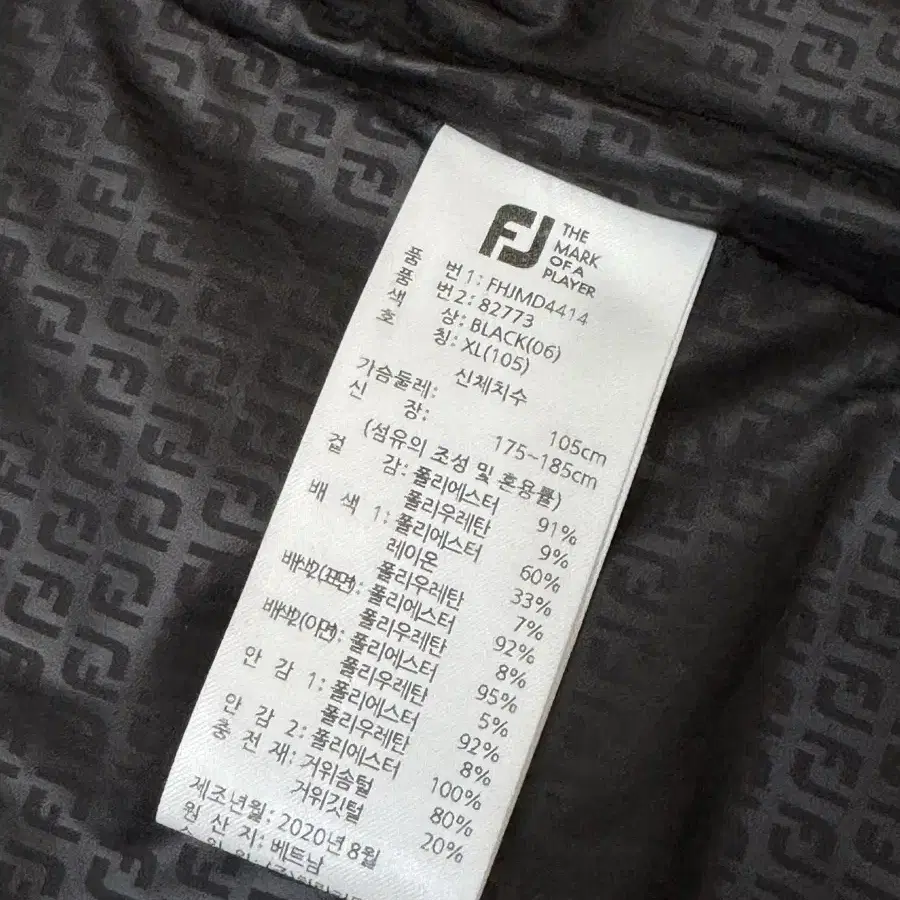 FJ THE
MARK
OF A
PLAYER
품 번1: FHJMD4414
품 번2: 82773
색 상: BLACK(06)
호 칭: XL(105)
신체치수
가슴둘레: 105cm
신 장: 175~185cm
(섬유의 조성 및 혼용률)
겉 감: 폴리에스터 91%
폴리우레탄 9%
배 색 1: 폴리에스터 60%
레이온 33%
폴리우레탄 7%
배색2(표면): 폴리에스터 92%
폴리우레탄 8%
배색2(이면): 폴리에스터 95%
폴리우레탄 5%
안 감 1: 폴리에스터 92%
폴리우레탄 8%
안 감 2: 폴리에스터 100%
충 전 재: 거위솜털 80%
거위깃털 20%
제조년월: 2020년 8월
원 산 지: 베트남